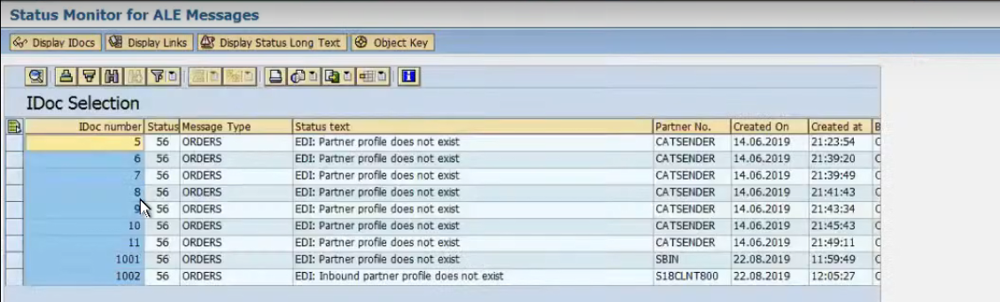 Status Monitor for ALE Messages
Display IDocs Display Links Display Status Long Text Object Key
IDoc Selection
IDoc number Status Message Type Status text Partner No. Created On Created at B
5 56 ORDERS EDI: Partner profile does not exist CATSENDER 14.06.2019 21:23:54 C
6 56 ORDERS EDI: Partner profile does not exist CATSENDER 14.06.2019 21:39:20 C
7 56 ORDERS EDI: Partner profile does not exist CATSENDER 14.06.2019 21:39:49 C
8 56 ORDERS EDI: Partner profile does not exist CATSENDER 14.06.2019 21:41:43 C
9 56 ORDERS EDI: Partner profile does not exist CATSENDER 14.06.2019 21:43:34 C
10 56 ORDERS EDI: Partner profile does not exist CATSENDER 14.06.2019 21:45:43 C
11 56 ORDERS EDI: Partner profile does not exist CATSENDER 14.06.2019 21:49:11 C
1001 56 ORDERS EDI: Partner profile does not exist SBIN 22.08.2019 11:59:49 C
1002 56 ORDERS EDI: Inbound partner profile does not exist S18CLNT800 22.08.2019 12:05:27 C